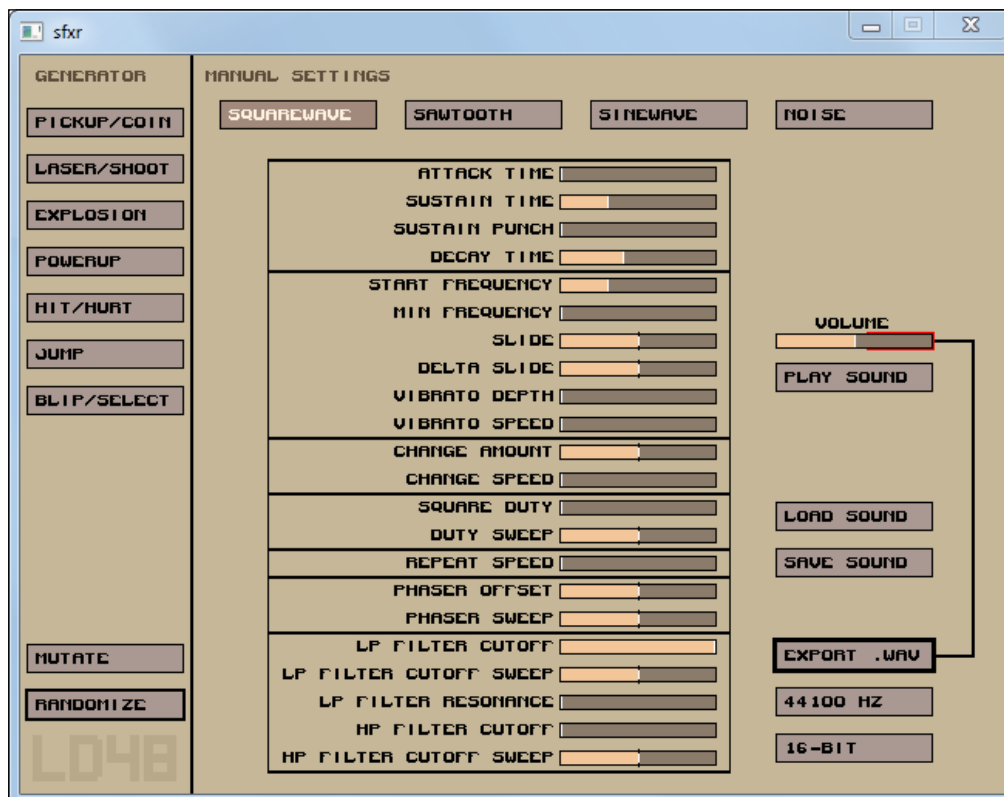 sfxr
GENERATOR
PICKUP/COIN
LASER/SHOOT
EXPLOSION
POWERUP
HIT/HURT
JUMP
BLIP/SELECT
MUTATE
RANDOMIZE
LD48
MANUAL SETTINGS
SQUAREWAVE
SAWTOOTH
SINEWAVE
NOISE
ATTACK TIME
SUSTAIN TIME
SUSTAIN PUNCH
DECAY TIME
START FREQUENCY
MIN FREQUENCY
SLIDE
DELTA SLIDE
VIBRATO DEPTH
VIBRATO SPEED
CHANGE AMOUNT
CHANGE SPEED
SQUARE DUTY
DUTY SWEEP
REPEAT SPEED
PHASER OFFSET
PHASER SWEEP
LP FILTER CUTOFF
LP FILTER CUTOFF SWEEP
LP FILTER RESONANCE
HP FILTER CUTOFF
HP FILTER CUTOFF SWEEP
VOLUME
PLAY SOUND
LOAD SOUND
SAVE SOUND
EXPORT .WAV
44100 HZ
16-BIT